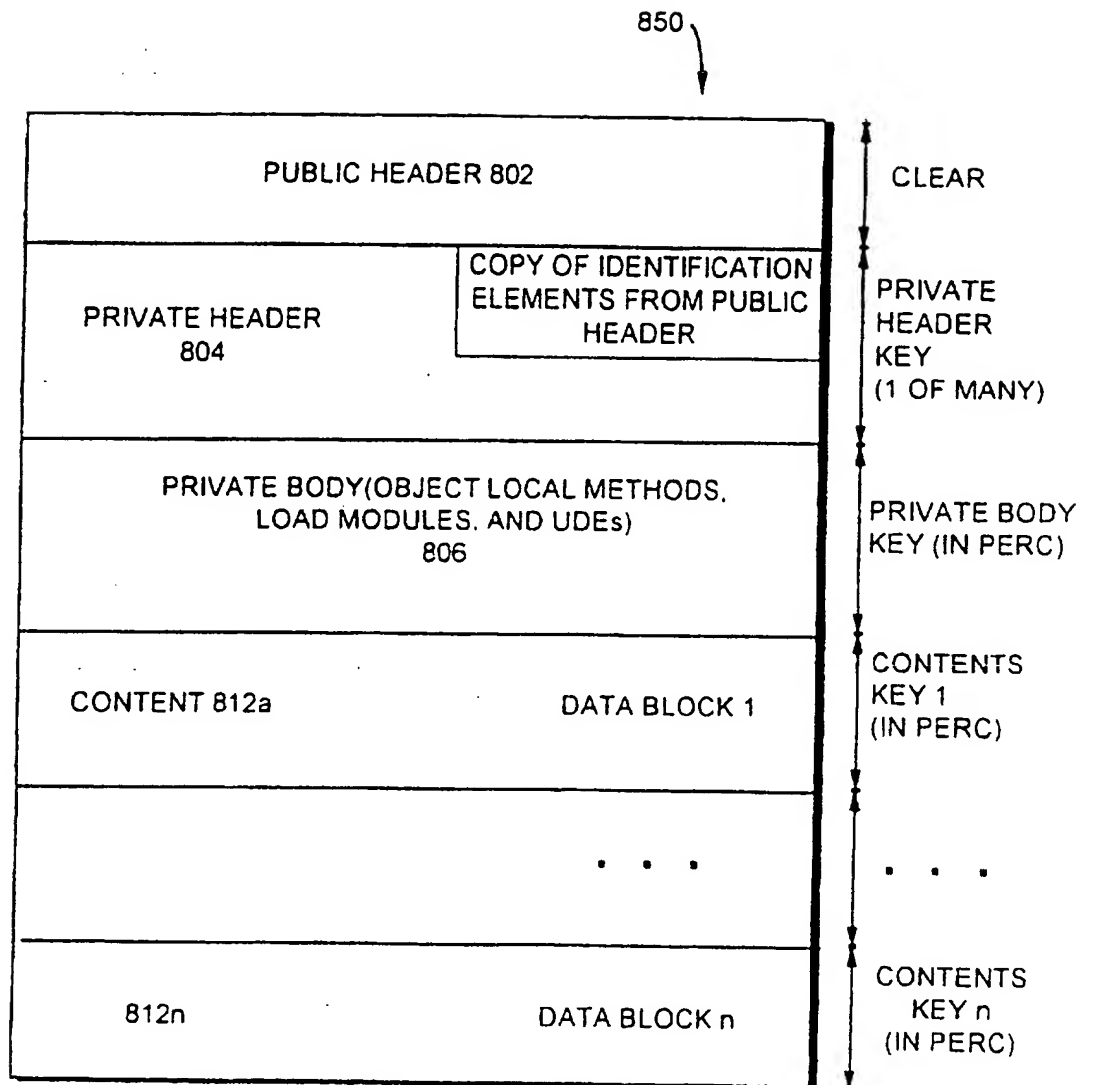 850
PUBLIC HEADER 802
CLEAR
COPY OF IDENTIFICATION
ELEMENTS FROM PUBLIC
HEADER
PRIVATE HEADER
804
PRIVATE
HEADER
KEY
(1 OF MANY)
PRIVATE BODY(OBJECT LOCAL METHODS,
LOAD MODULES, AND UDEs)
806
PRIVATE BODY
KEY (IN PERC)
CONTENT 812a
DATA BLOCK 1
CONTENTS
KEY 1
(IN PERC)
. . .
. . .
812n
DATA BLOCK n
CONTENTS
KEY n
(IN PERC)